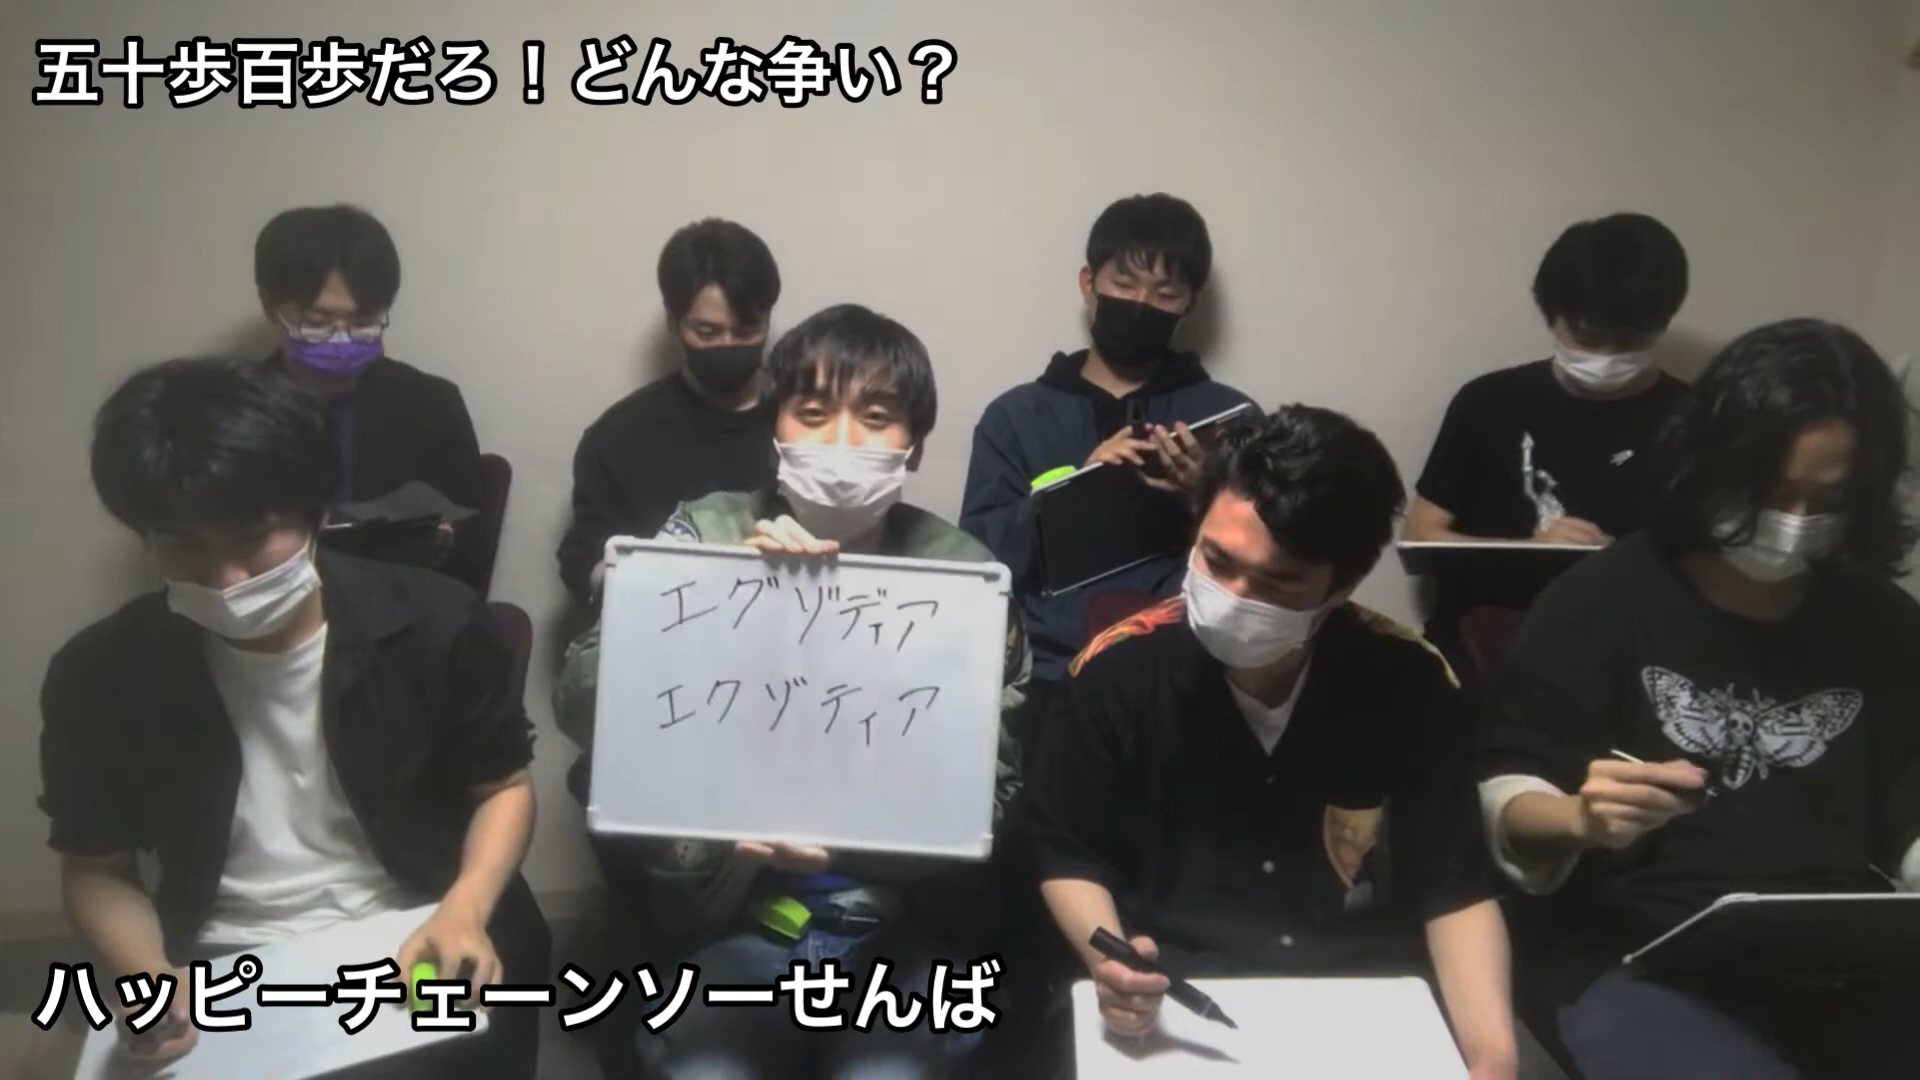 五十歩百歩だろ！どんな争い？
エグゾディア
エクゾティア
ハッピーチェーンソーせんば